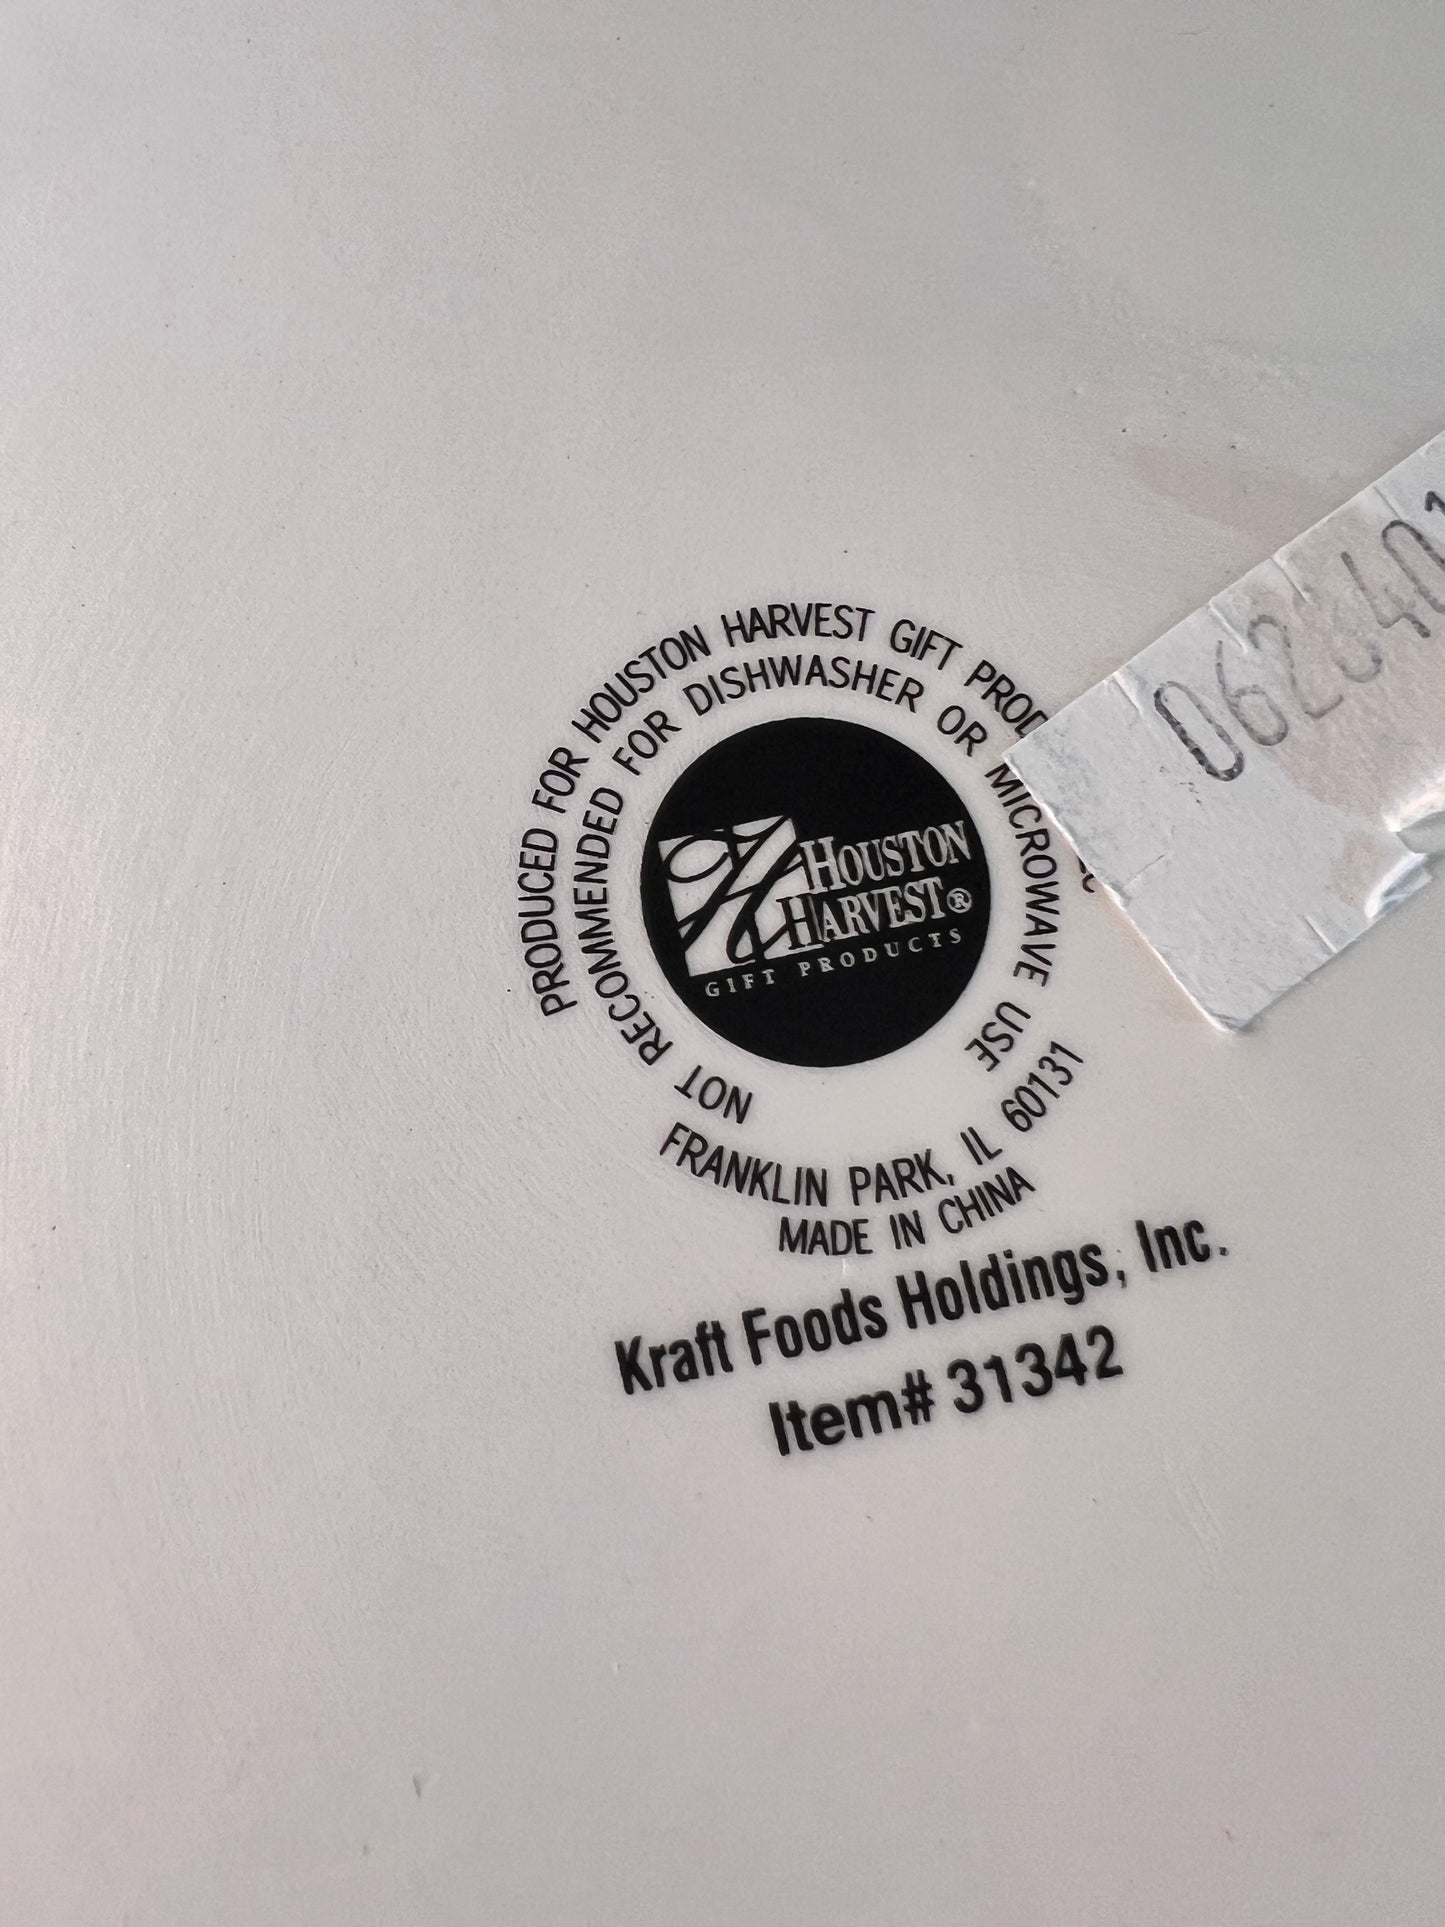 PRODUCED FOR HOUSTON HARVEST GIFT
NOT RECOMMENDED FOR DISHWASHER OR MICROWAVE USE
HOUSTON
HARVEST®
GIFT PRODUCTS
FRANKLIN PARK, IL 60131
MADE IN CHINA
Kraft Foods Holdings, Inc.
Item# 31342